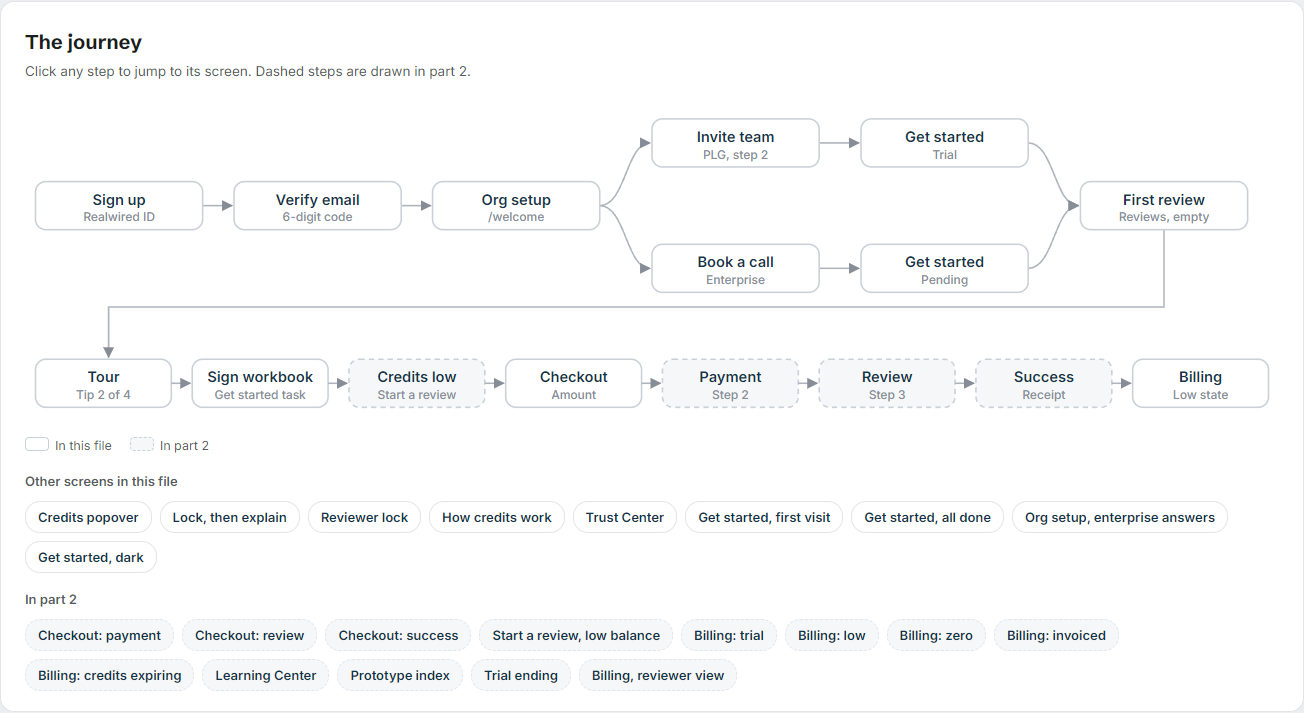 The journey
Click any step to jump to its screen. Dashed steps are drawn in part 2.
Invite team
PLG, step 2
Get started
Trial
Sign up
Realwired ID
Verify email
6-digit code
Org setup
/welcome
First review
Reviews, empty
Book a call
Enterprise
Get started
Pending
Tour
Tip 2 of 4
Sign workbook
Get started task
Credits low
Start a review
Checkout
Amount
Payment
Step 2
Review
Step 3
Success
Receipt
Billing
Low state
In this file
In part 2
Other screens in this file
Credits popover
Lock, then explain
Reviewer lock
How credits work
Trust Center
Get started, first visit
Get started, all done
Org setup, enterprise answers
Get started, dark
In part 2
Checkout: payment
Checkout: review
Checkout: success
Start a review, low balance
Billing: trial
Billing: low
Billing: zero
Billing: invoiced
Billing: credits expiring
Learning Center
Prototype index
Trial ending
Billing, reviewer view